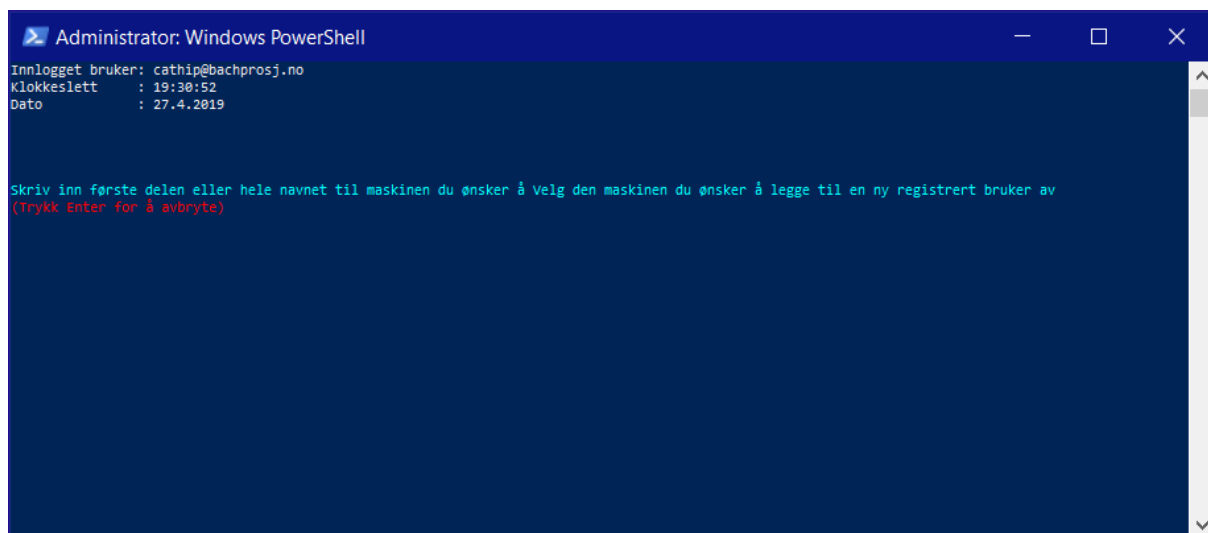 Administrator: Windows PowerShell
Innlogget bruker: cathip@bachprosj.no
Klokkeslett     : 19:30:52
Dato            : 27.4.2019
Skriv inn første delen eller hele navnet til maskinen du ønsker å Velg den maskinen du ønsker å legge til en ny registrert bruker av
(Trykk Enter for å avbryte)